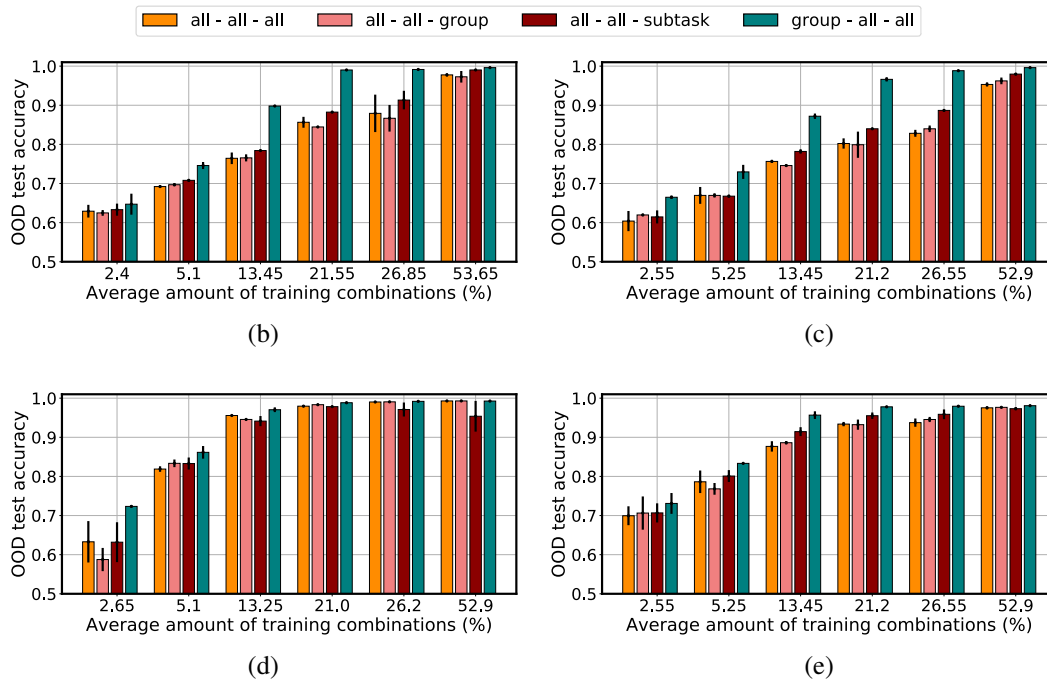 all - all - all all - all - group all - all - subtask group - all - all
OOD test accuracy
1.0
0.9
0.8
0.7
0.6
0.5
2.4 5.1 13.45 21.55 26.85 53.65
Average amount of training combinations (%)
(b)
OOD test accuracy
1.0
0.9
0.8
0.7
0.6
0.5
2.55 5.25 13.45 21.2 26.55 52.9
Average amount of training combinations (%)
(c)
OOD test accuracy
1.0
0.9
0.8
0.7
0.6
0.5
2.65 5.1 13.25 21.0 26.2 52.9
Average amount of training combinations (%)
(d)
OOD test accuracy
1.0
0.9
0.8
0.7
0.6
0.5
2.55 5.25 13.45 21.2 26.55 52.9
Average amount of training combinations (%)
(e)